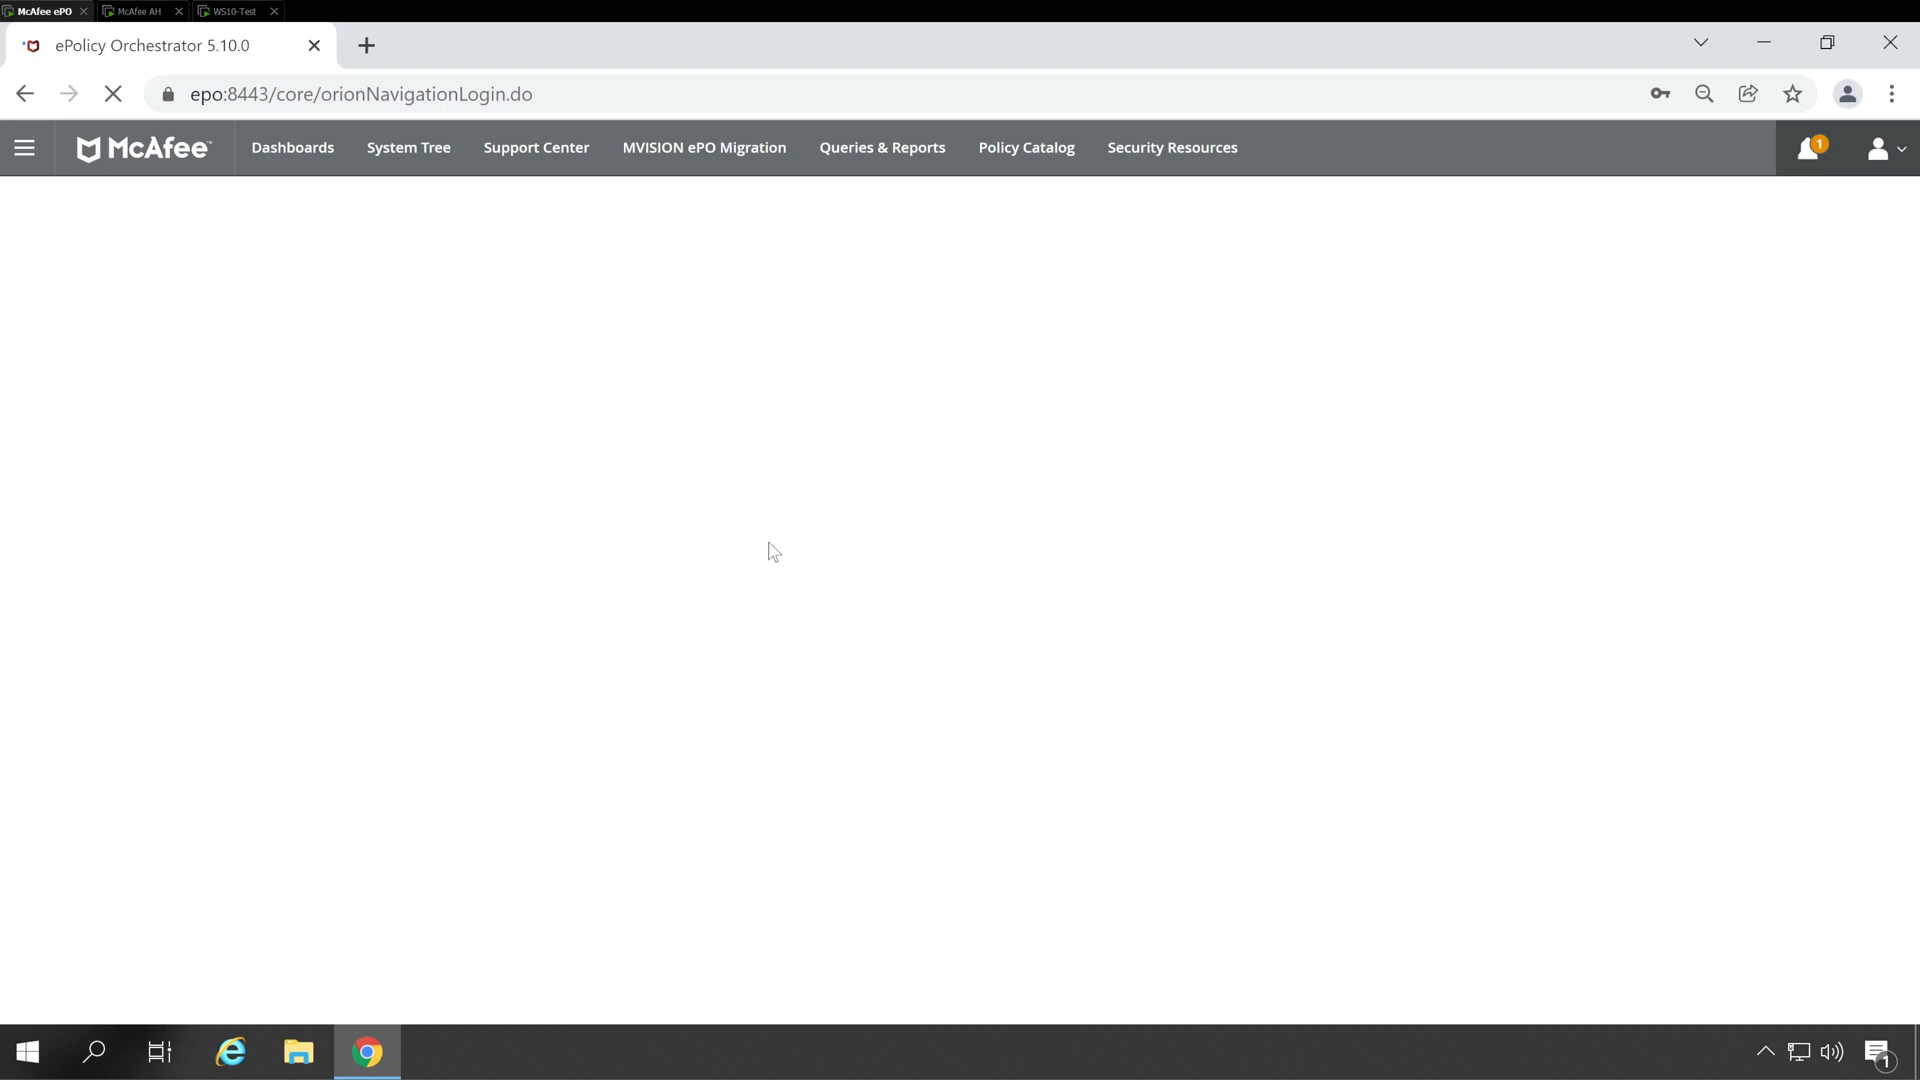 McAfee ePO
McAfee AH
WS10-Test
ePolicy Orchestrator 5.10.0
epo:8443/core/orionNavigationLogin.do
McAfee™
Dashboards
System Tree
Support Center
MVISION ePO Migration
Queries & Reports
Policy Catalog
Security Resources
1
1